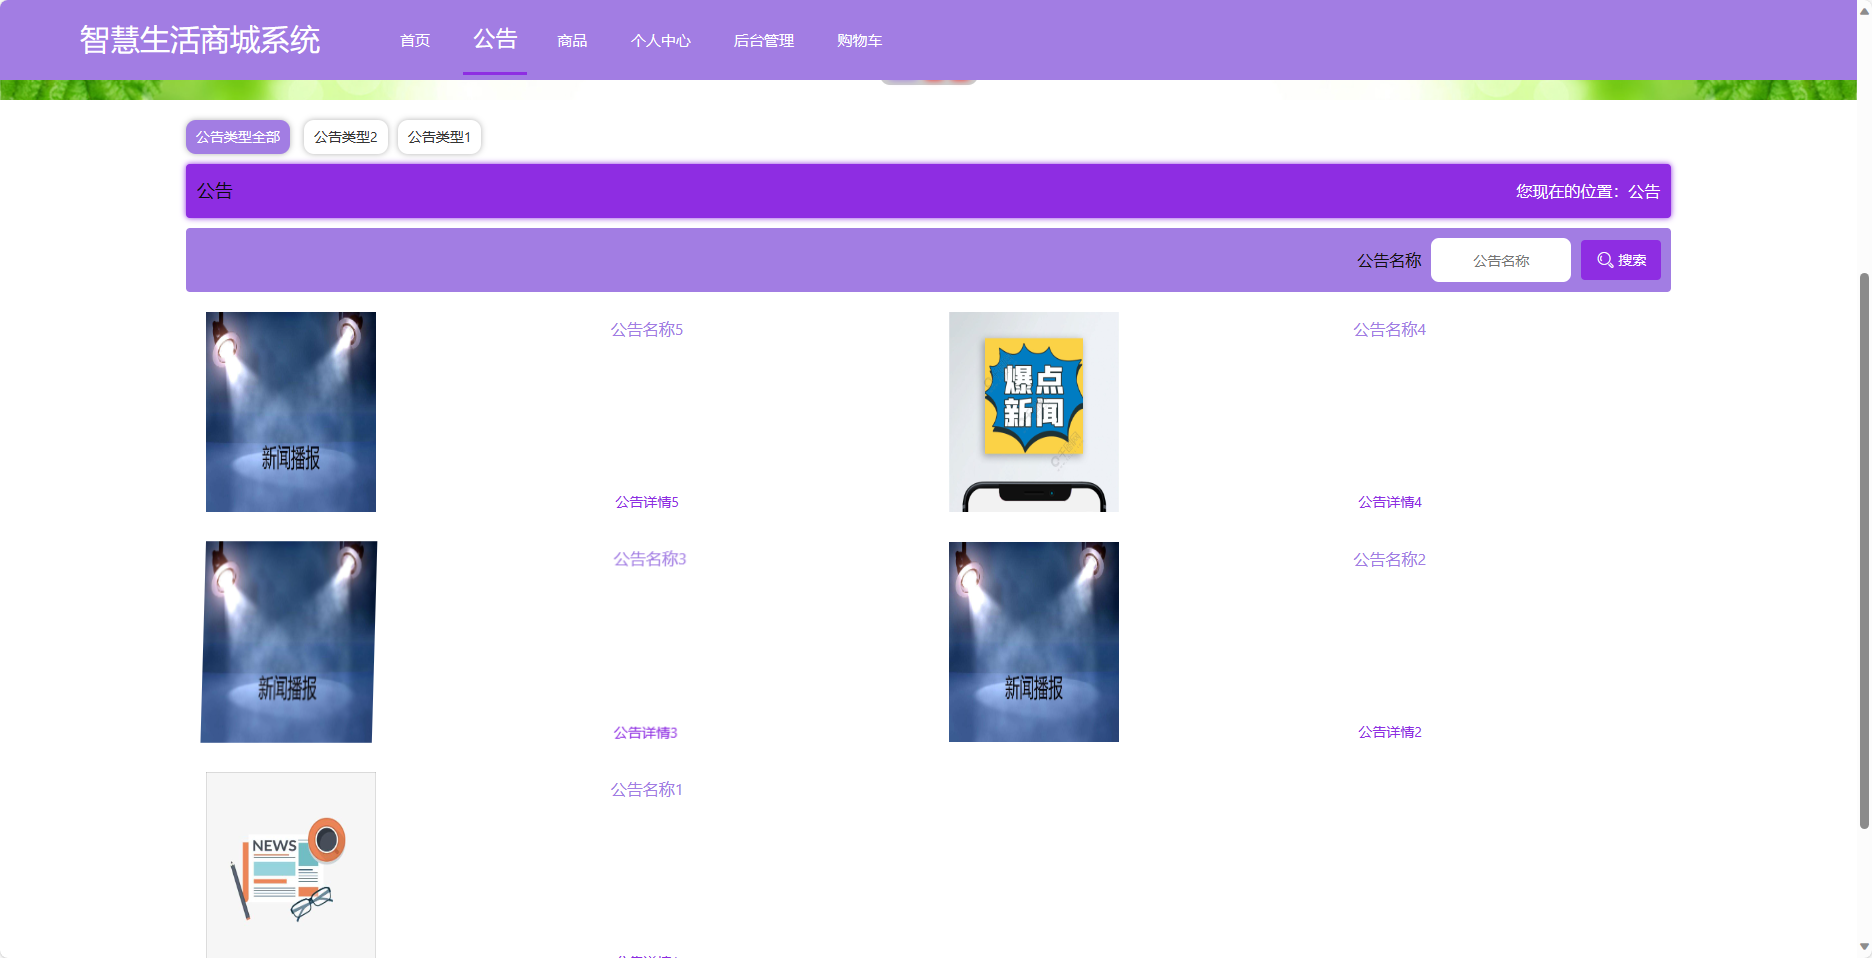 智慧生活商城系统
首页
公告
商品
个人中心
后台管理
购物车
公告类型全部
公告类型2
公告类型1
公告
您现在的位置：公告
公告名称
公告名称
搜索
新闻播报
公告名称5
公告详情5
爆点
新闻
公告名称4
公告详情4
新闻播报
公告名称3
公告详情3
新闻播报
公告名称2
公告详情2
NEWS
公告名称1